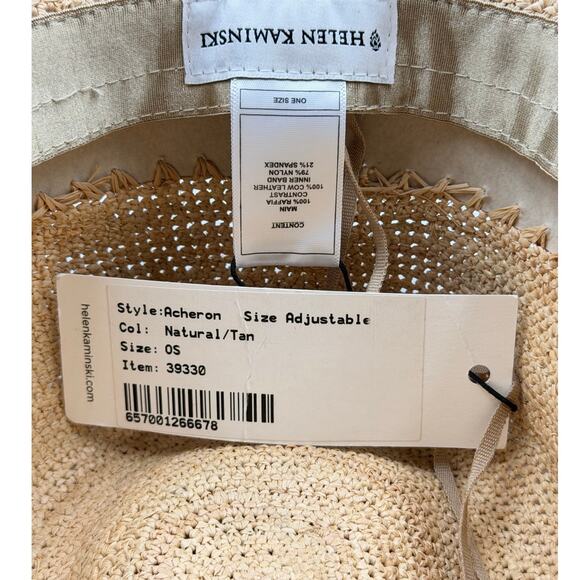 HELEN KAMINSKI
ONE SIZE
CONTENT
MAIN
100% RAFFIA
CONTRAST
100% COW LEATHER
INNER BAND
79% NYLON
21% SPANDEX
helenkaminski.com
Style:Acheron Size Adjustable
Col: Natural/Tan
Size: OS
Item: 39330
657001266678